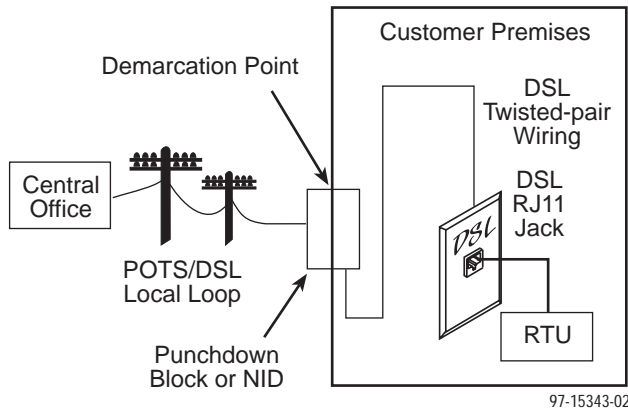 Customer Premises
Demarcation Point
DSL
Twisted-pair
Wiring
Central
Office
DSL
RJ11
Jack
DSL
POTS/DSL
Local Loop
RTU
Punchdown
Block or NID
97-15343-02